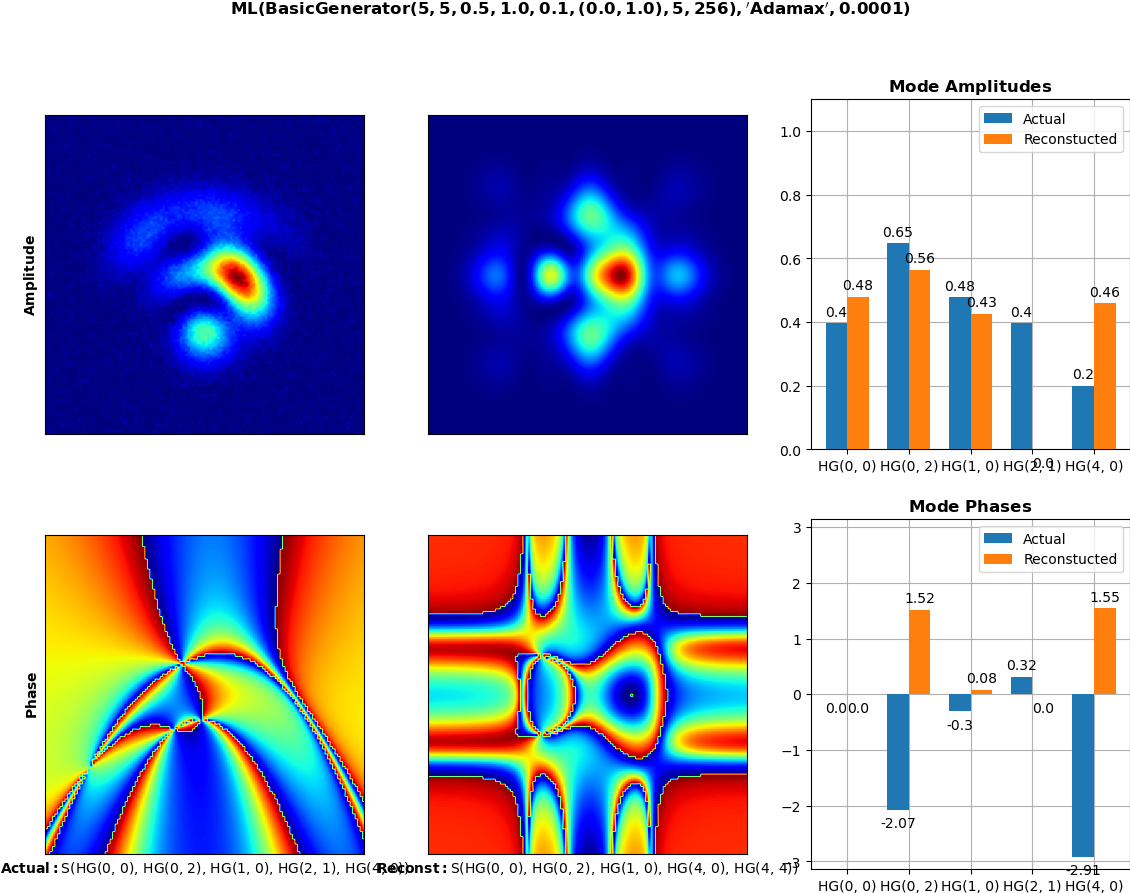 ML(BasicGenerator(5, 5, 0.5, 1.0, 0.1, (0.0, 1.0), 5, 256), 'Adamax', 0.0001)
Mode Amplitudes
Amplitude
Actual
Reconstucted
1.0
0.8
0.6
0.4
0.2
0.0
0.4
0.48
0.65
0.56
0.48
0.43
0.4
0.0
0.2
0.46
HG(0, 0) HG(0, 2) HG(1, 0) HG(2, 1) HG(4, 0)
Mode Phases
Phase
Actual
Reconstucted
3
2
1
0
−1
−2
−3
0.0
0.0
-2.07
1.52
-0.3
0.08
0.32
0.0
-2.91
1.55
HG(0, 0) HG(0, 2) HG(1, 0) HG(2, 1) HG(4, 0)
Actual: S(HG(0, 0), HG(0, 2), HG(1, 0), HG(2, 1), HG(4, 0))
Reconst: S(HG(0, 0), HG(0, 2), HG(1, 0), HG(4, 0), HG(4, 4))